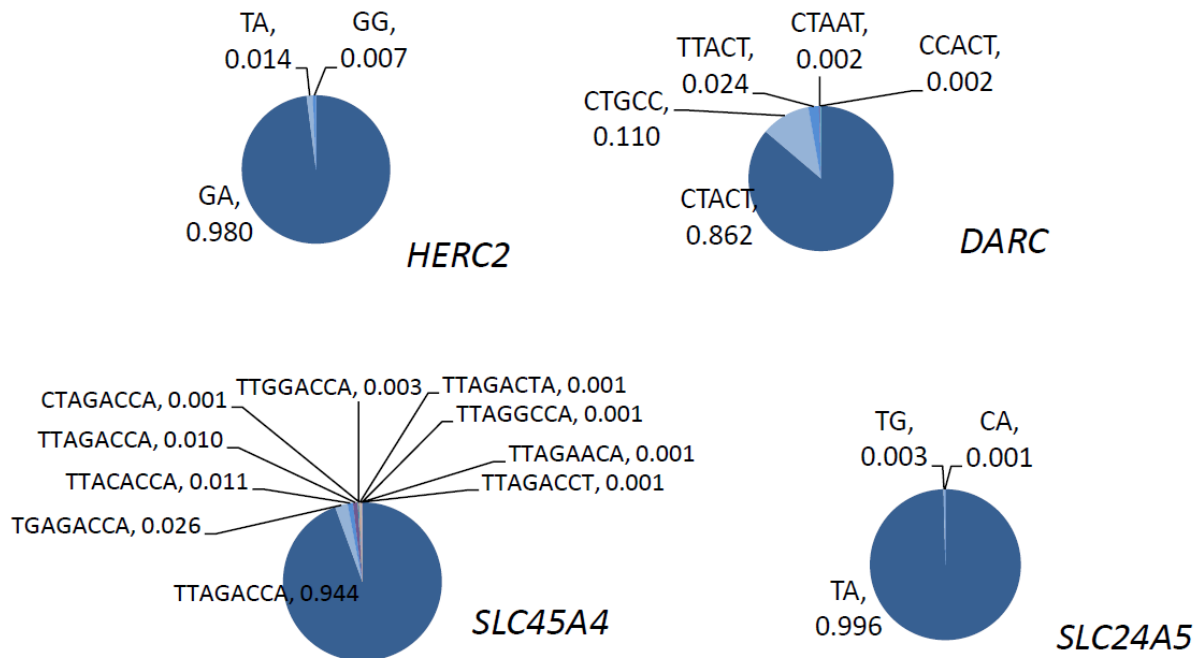 TA,
0.014
GG,
0.007
GA,
0.980
HERC2
CTAAT,
0.002
TTACT,
0.024
CCACT,
0.002
CTGCC,
0.110
CTACT,
0.862
DARC
TTGGACCA, 0.003
TTAGACTA, 0.001
CTAGACCA, 0.001
TTAGGCCA, 0.001
TTAGACCA, 0.010
TTAGAACA, 0.001
TTACACCA, 0.011
TTAGACCT, 0.001
TGAGACCA, 0.026
TTAGACCA, 0.944
SLC45A4
TG,
0.003
CA,
0.001
TA,
0.996
SLC24A5